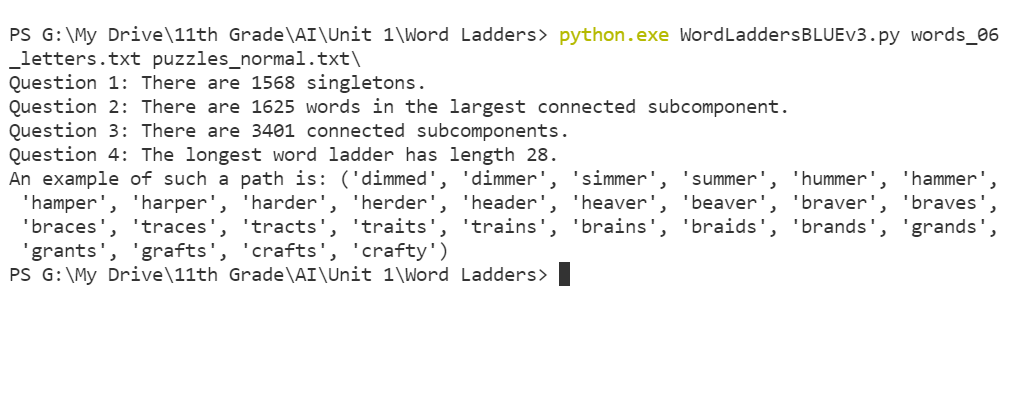 PS G:\My Drive\11th Grade\AI\Unit 1\Word Ladders> python.exe WordLaddersBLUEv3.py words_06
_letters.txt puzzles_normal.txt\
Question 1: There are 1568 singletons.
Question 2: There are 1625 words in the largest connected subcomponent.
Question 3: There are 3401 connected subcomponents.
Question 4: The longest word ladder has length 28.
An example of such a path is: ('dimmed', 'dimmer', 'simmer', 'summer', 'hummer', 'hammer',
 'hamper', 'harper', 'harder', 'herder', 'header', 'heaver', 'beaver', 'braver', 'braves',
 'braces', 'traces', 'tracts', 'traits', 'trains', 'brains', 'braids', 'brands', 'grands',
 'grants', 'grafts', 'crafts', 'crafty')
PS G:\My Drive\11th Grade\AI\Unit 1\Word Ladders>